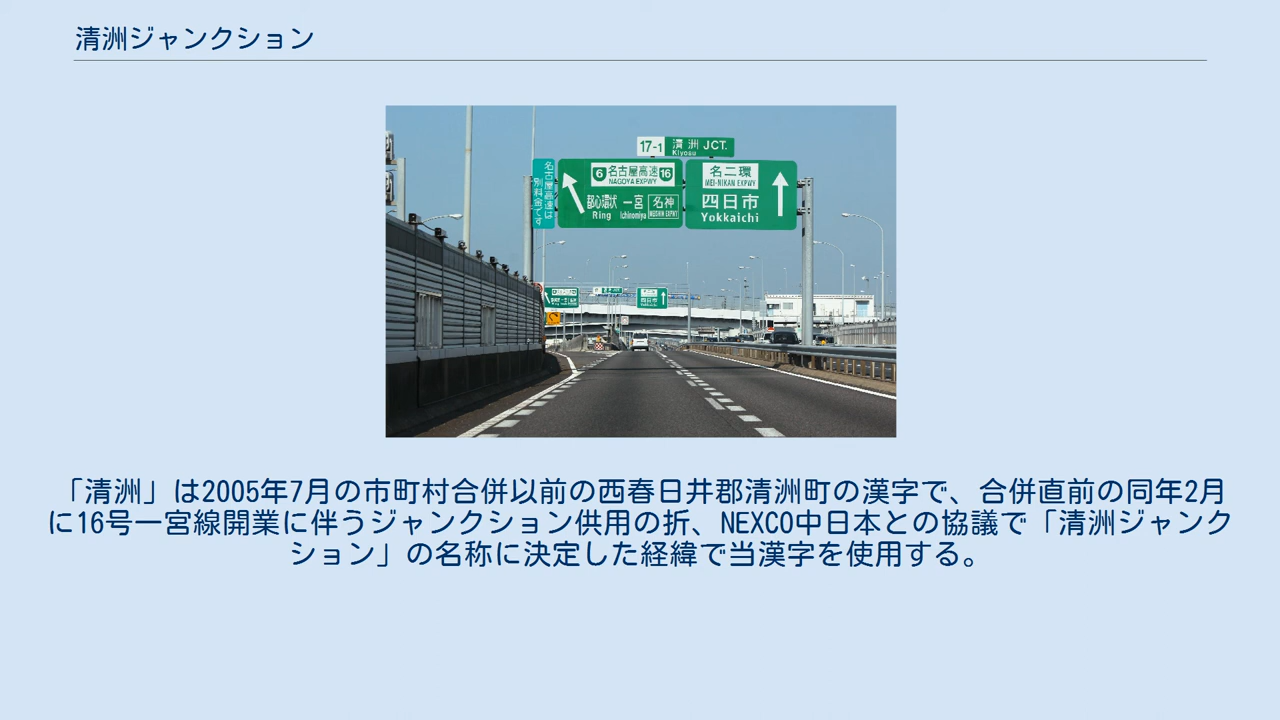 清洲ジャンクション
17-1 清洲 JCT.
Kiyosu
名古屋高速は
別料金です
6 名古屋高速 16
NAGOYA EXPWY
都心環状 一宮 名神
Ring Ichinomiya MEISHIN EXPWY
名二環
MEI-NIKAN EXPWY
四日市
Yokkaichi
四日市
「清洲」は2005年7月の市町村合併以前の西春日井郡清洲町の漢字で、合併直前の同年2月
に16号一宮線開業に伴うジャンクション供用の折、NEXCO中日本との協議で「清洲ジャンク
ション」の名称に決定した経緯で当漢字を使用する。